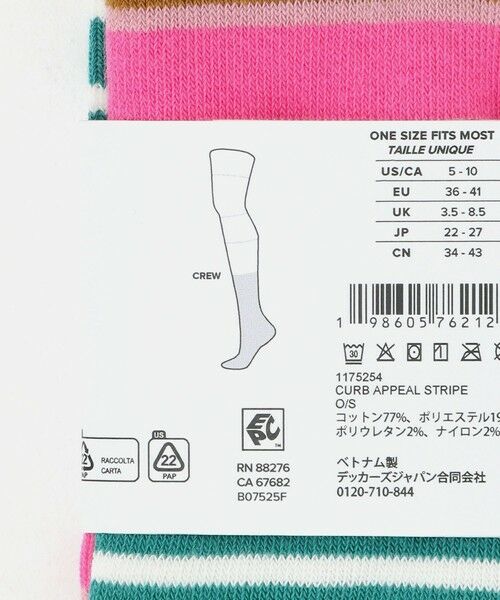 ONE SIZE FITS MOST
TAILLE UNIQUE
US/CA 5 - 10
EU 36 - 41
UK 3.5 - 8.5
JP 22 - 27
CN 34 - 43
CREW
1 98605 76212
30
1175254
CURB APPEAL STRIPE
O/S
コットン77%、ポリエステル19
ポリウレタン2%、ナイロン2%
ベトナム製
デッカーズジャパン合同会社
0120-710-844
EPC
TM
RN 88276
CA 67682
B07525F
RACCOLTA
CARTA
US
22
PAP